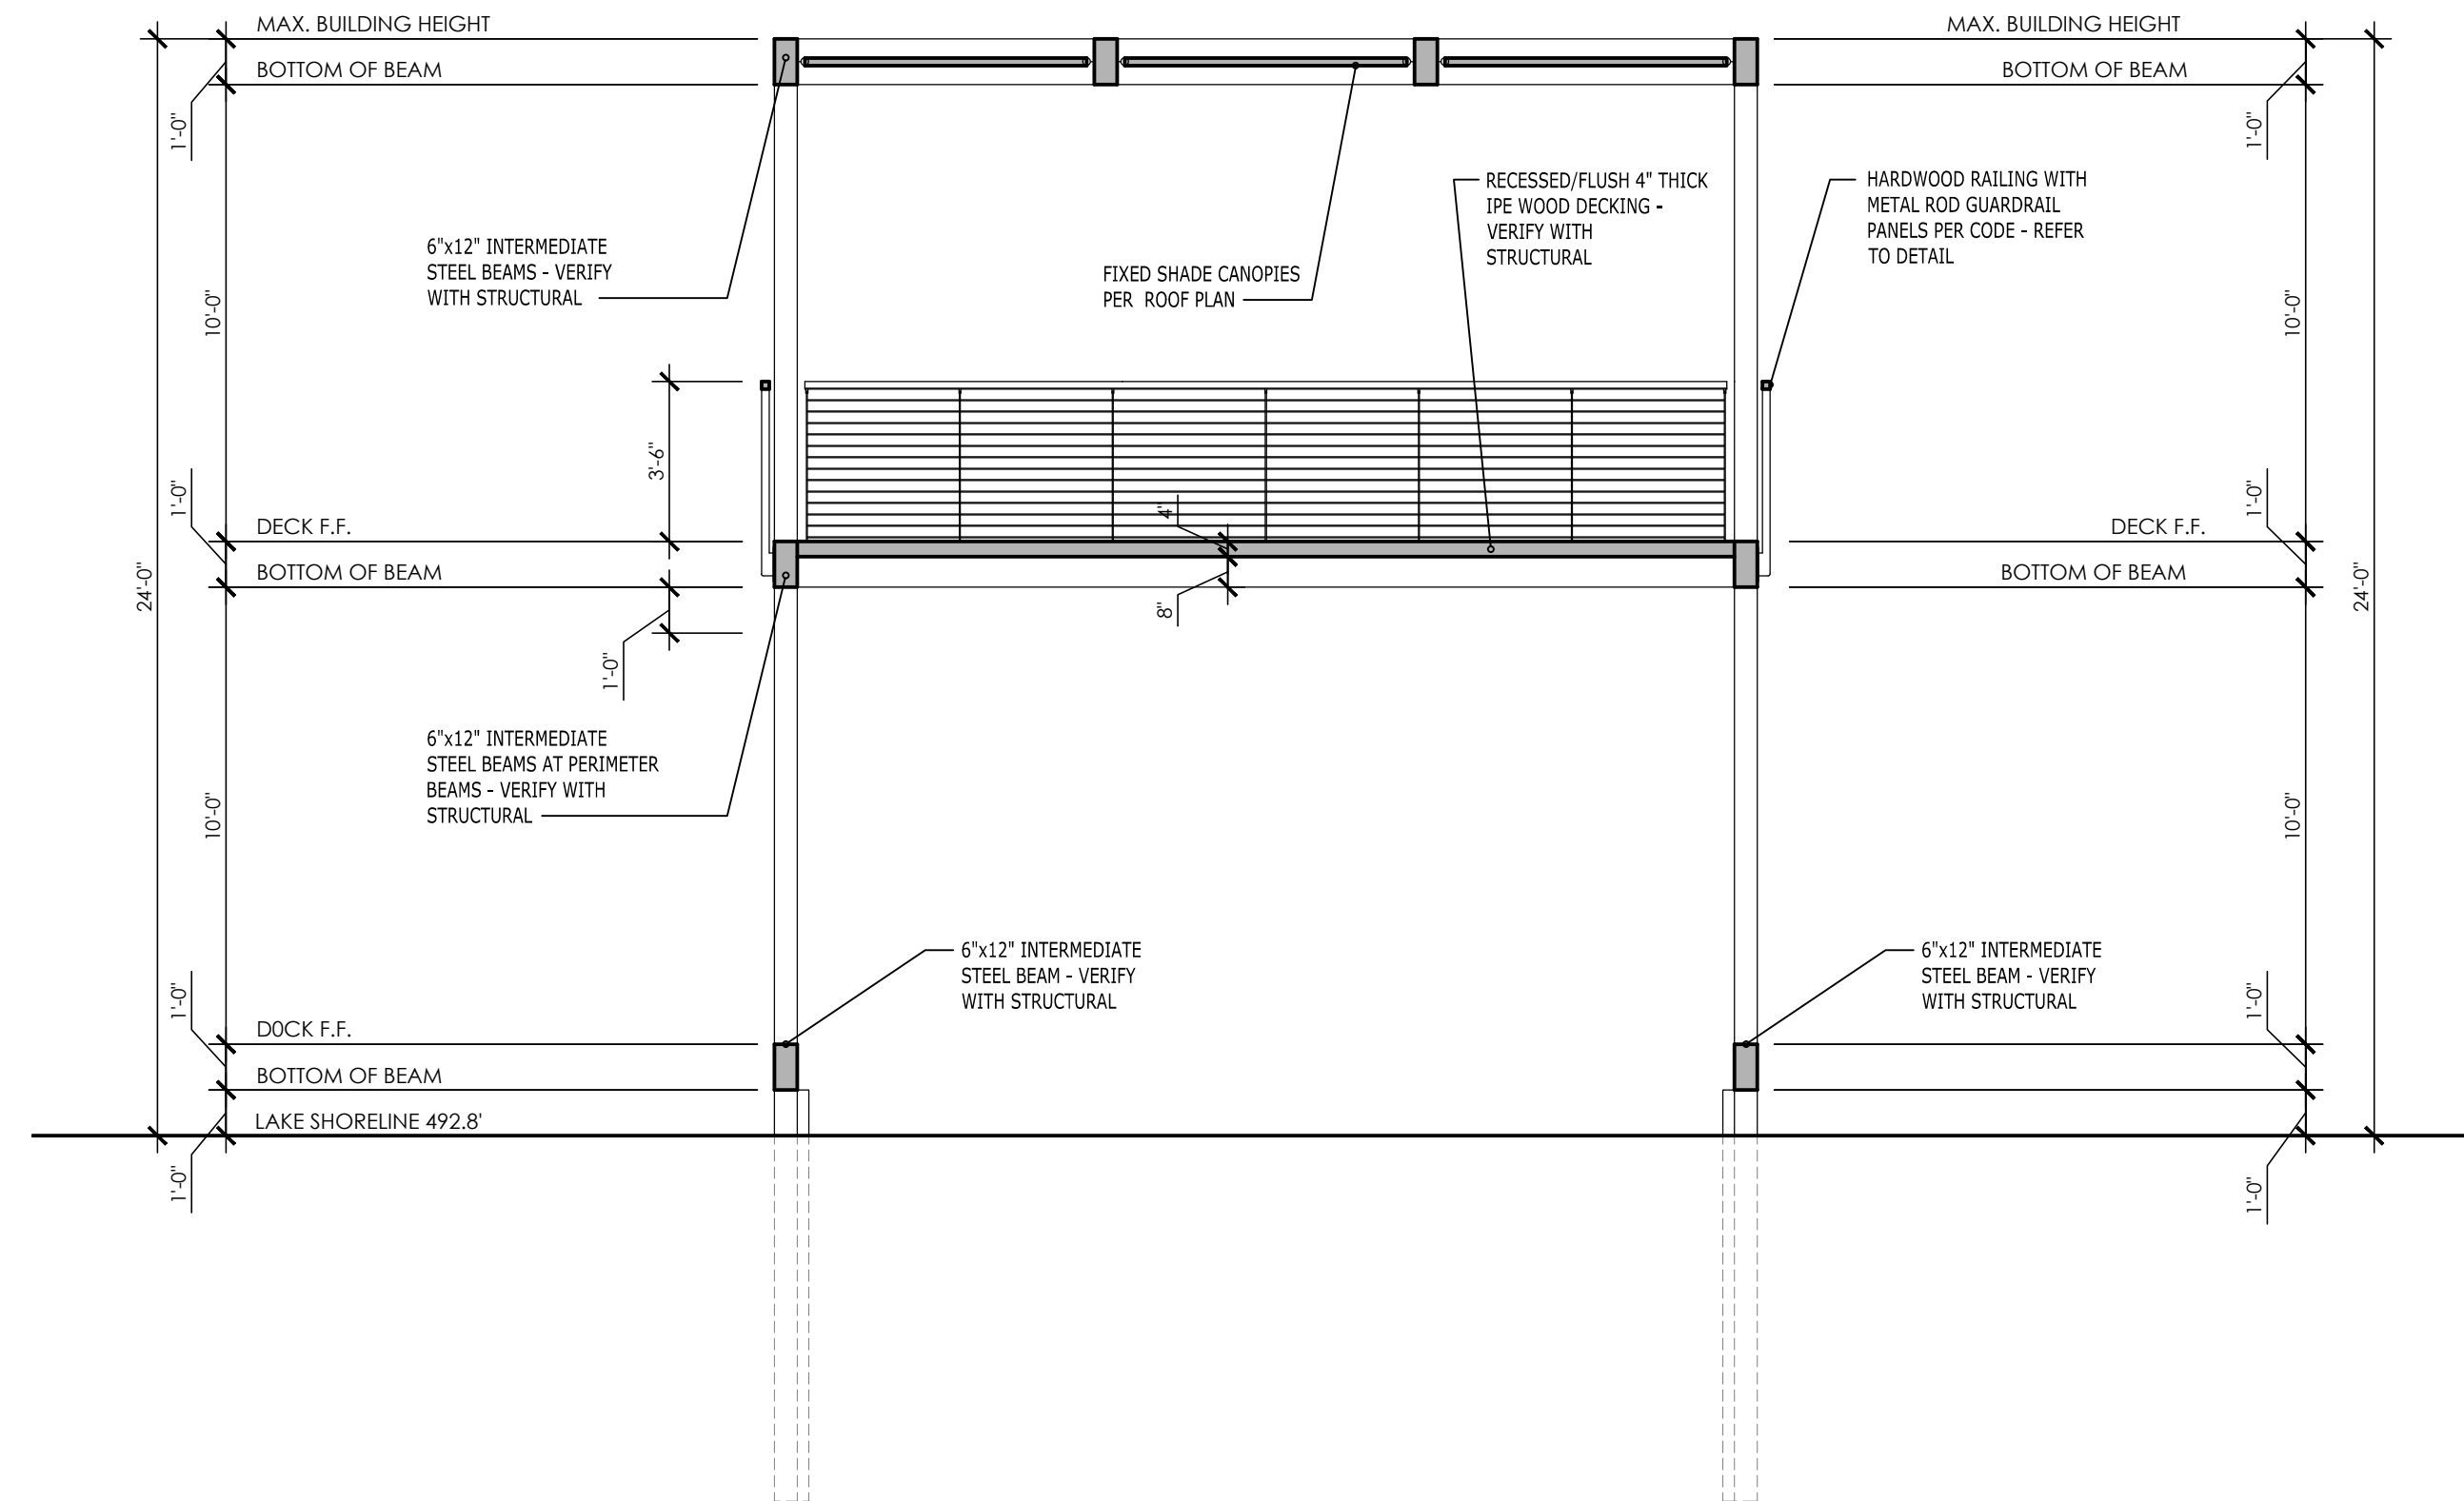 MAX. BUILDING HEIGHT
MAX. BUILDING HEIGHT
BOTTOM OF BEAM
BOTTOM OF BEAM
1'-0"
1'-0"
RECESSED/FLUSH 4" THICK
IPE WOOD DECKING -
VERIFY WITH
STRUCTURAL
HARDWOOD RAILING WITH
METAL ROD GUARDRAIL
PANELS PER CODE - REFER
TO DETAIL
6"x12" INTERMEDIATE
STEEL BEAMS - VERIFY
WITH STRUCTURAL
FIXED SHADE CANOPIES
PER ROOF PLAN
10'-0"
10'-0"
3'-6"
1'-0"
1'-0"
4"
DECK F.F.
DECK F.F.
BOTTOM OF BEAM
BOTTOM OF BEAM
24'-0"
24'-0"
8"
1'-0"
6"x12" INTERMEDIATE
STEEL BEAMS AT PERIMETER
BEAMS - VERIFY WITH
STRUCTURAL
10'-0"
10'-0"
6"x12" INTERMEDIATE
STEEL BEAM - VERIFY
WITH STRUCTURAL
6"x12" INTERMEDIATE
STEEL BEAM - VERIFY
WITH STRUCTURAL
1'-0"
1'-0"
D0CK F.F.
BOTTOM OF BEAM
LAKE SHORELINE 492.8'
1'-0"
1'-0"